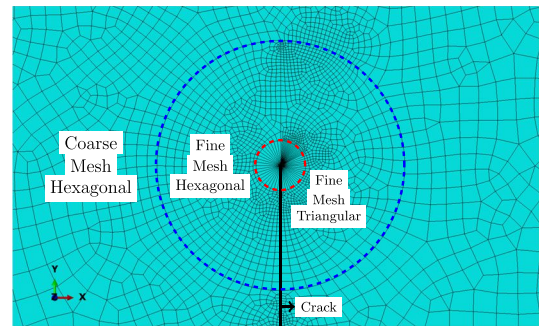 Coarse
Mesh
Hexagonal
Fine
Mesh
Hexagonal
Fine
Mesh
Triangular
Crack
Y
X